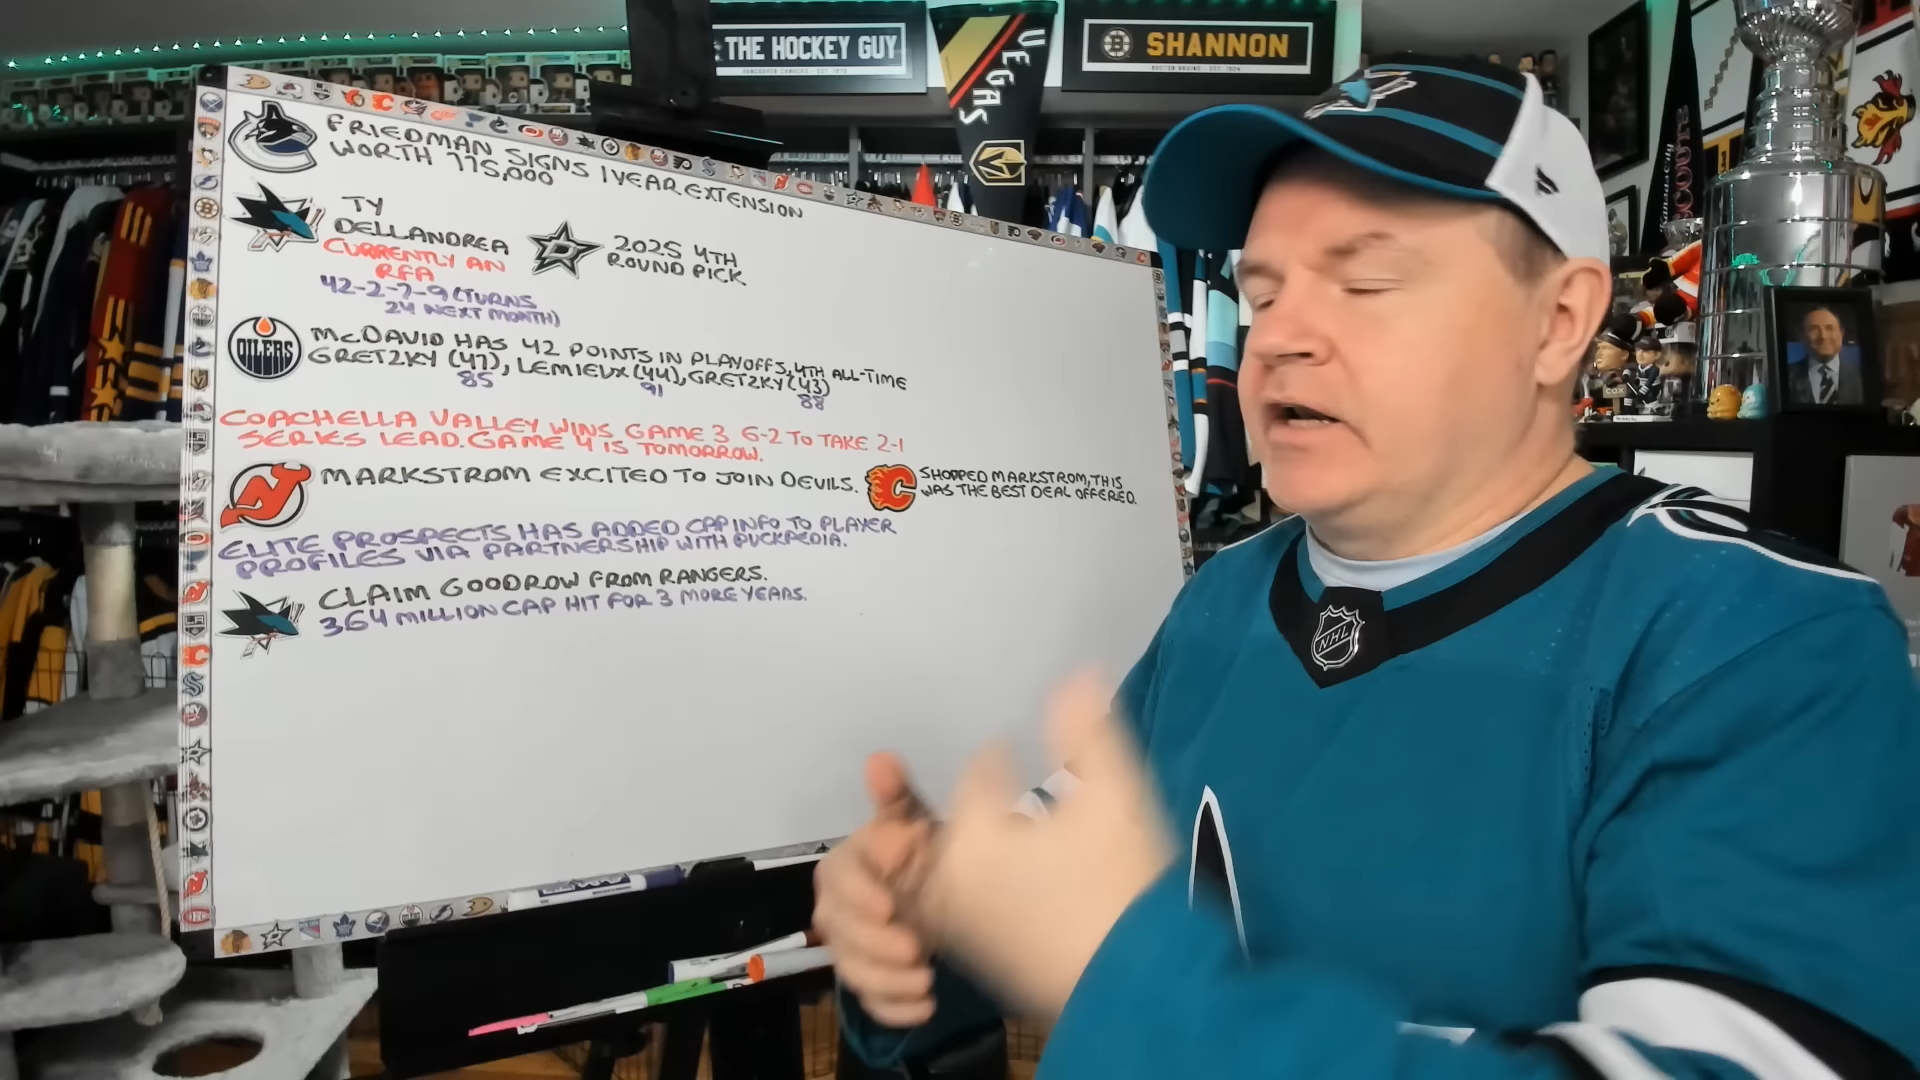 THE HOCKEY GUY
SHANNON
VEGAS
FRIEDMAN SIGNS 1 YEAR EXTENSION
WORTH 775,000
TY
DELLANDREA
CURRENTLY AN
RFA
42-2-7-9 (TURNS
24 NEXT MONTH)
2025 4TH
ROUND PICK
OILERS
MCDAVID HAS 42 POINTS IN PLAYOFFS, 4TH ALL-TIME
GRETZKY (47), LEMIEUX (44), GRETZKY (43)
85 91 88
COACHELLA VALLEY WINS GAME 3 6-2 TO TAKE 2-1
SERIES LEAD. GAME 4 IS TOMORROW.
MARKSTROM EXCITED TO JOIN DEVILS.
SHOPPED MARKSTROM, THIS
WAS THE BEST DEAL OFFERED.
ELITE PROSPECTS HAS ADDED CAP INFO TO PLAYER
PROFILES VIA PARTNERSHIP WITH PUCKPEDIA.
CLAIM GOODROW FROM RANGERS.
364 MILLION CAP HIT FOR 3 MORE YEARS.
NHL